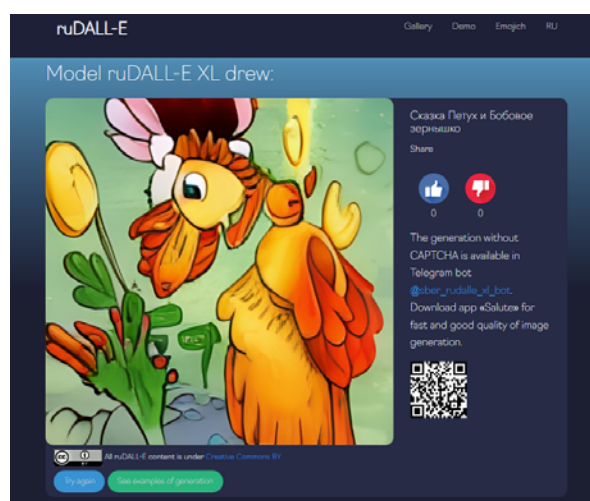 ruDALL-E
Gallery Demo Emojich RU
Model ruDALL-E XL drew:
Сказка Петух и Бобовое
зернышко
Share
0 0
The generation without
CAPTCHA is available in
Telegram bot
@sber_rudalle_xl_bot.
Download app «Salute» for
fast and good quality of image
generation.
cc BY
All ruDALL-E content is under Creative Commons BY
Try again See examples of generation